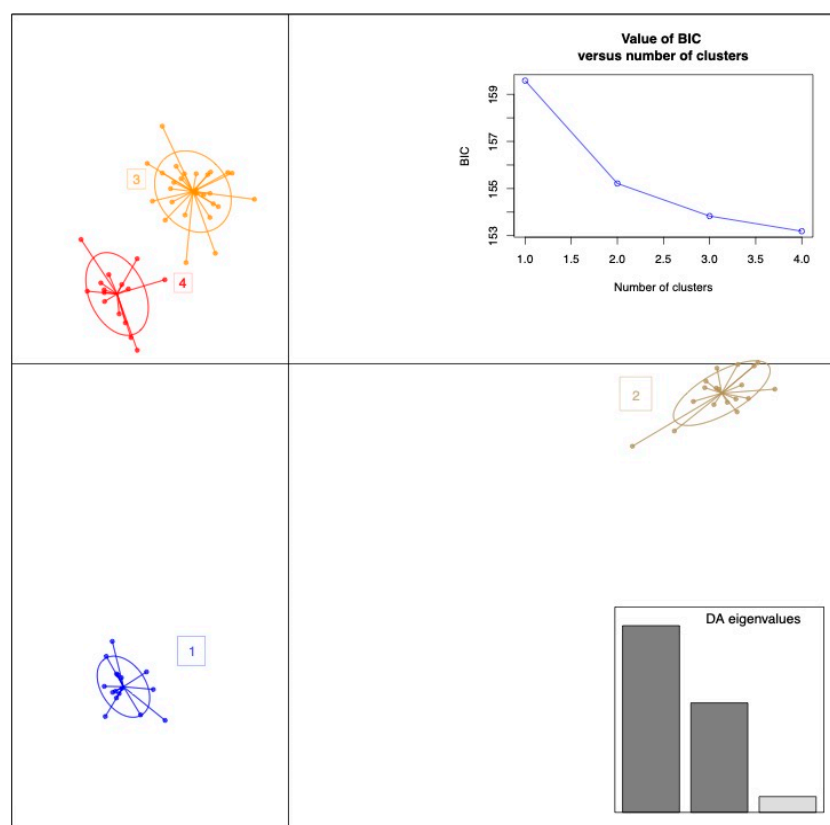 Value of BIC
versus number of clusters
159
157
155
153
BIC
1.0 1.5 2.0 2.5 3.0 3.5 4.0
Number of clusters
3
4
2
1
DA eigenvalues